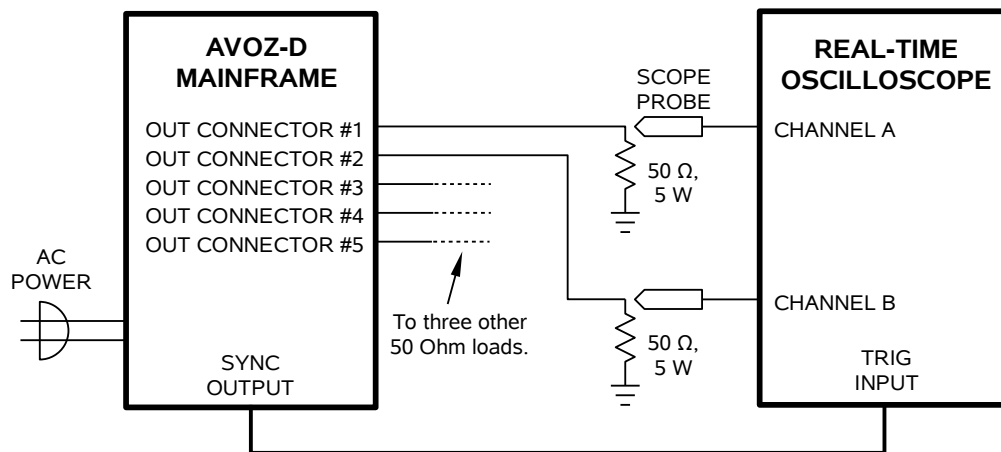 AVOZ-D
MAINFRAME
OUT CONNECTOR #1
OUT CONNECTOR #2
OUT CONNECTOR #3
OUT CONNECTOR #4
OUT CONNECTOR #5
AC
POWER
SYNC
OUTPUT
To three other
50 Ohm loads.
SCOPE
PROBE
50 Ω,
5 W
50 Ω,
5 W
REAL-TIME
OSCILLOSCOPE
CHANNEL A
CHANNEL B
TRIG
INPUT